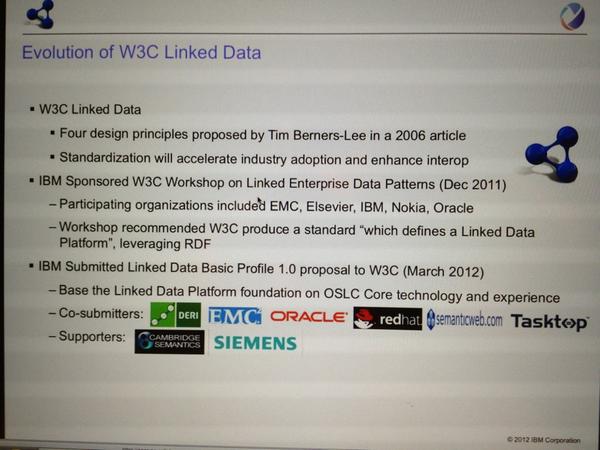 Evolution of W3C Linked Data
▪ W3C Linked Data
▪ Four design principles proposed by Tim Berners-Lee in a 2006 article
▪ Standardization will accelerate industry adoption and enhance interop
▪ IBM Sponsored W3C Workshop on Linked Enterprise Data Patterns (Dec 2011)
– Participating organizations included EMC, Elsevier, IBM, Nokia, Oracle
– Workshop recommended W3C produce a standard “which defines a Linked Data
Platform”, leveraging RDF
▪ IBM Submitted Linked Data Basic Profile 1.0 proposal to W3C (March 2012)
– Base the Linked Data Platform foundation on OSLC Core technology and experience
– Co-submitters: DERI EMC² ORACLE redhat semanticweb.com Tasktop
– Supporters: CAMBRIDGE SEMANTICS SIEMENS
© 2012 IBM Corporation